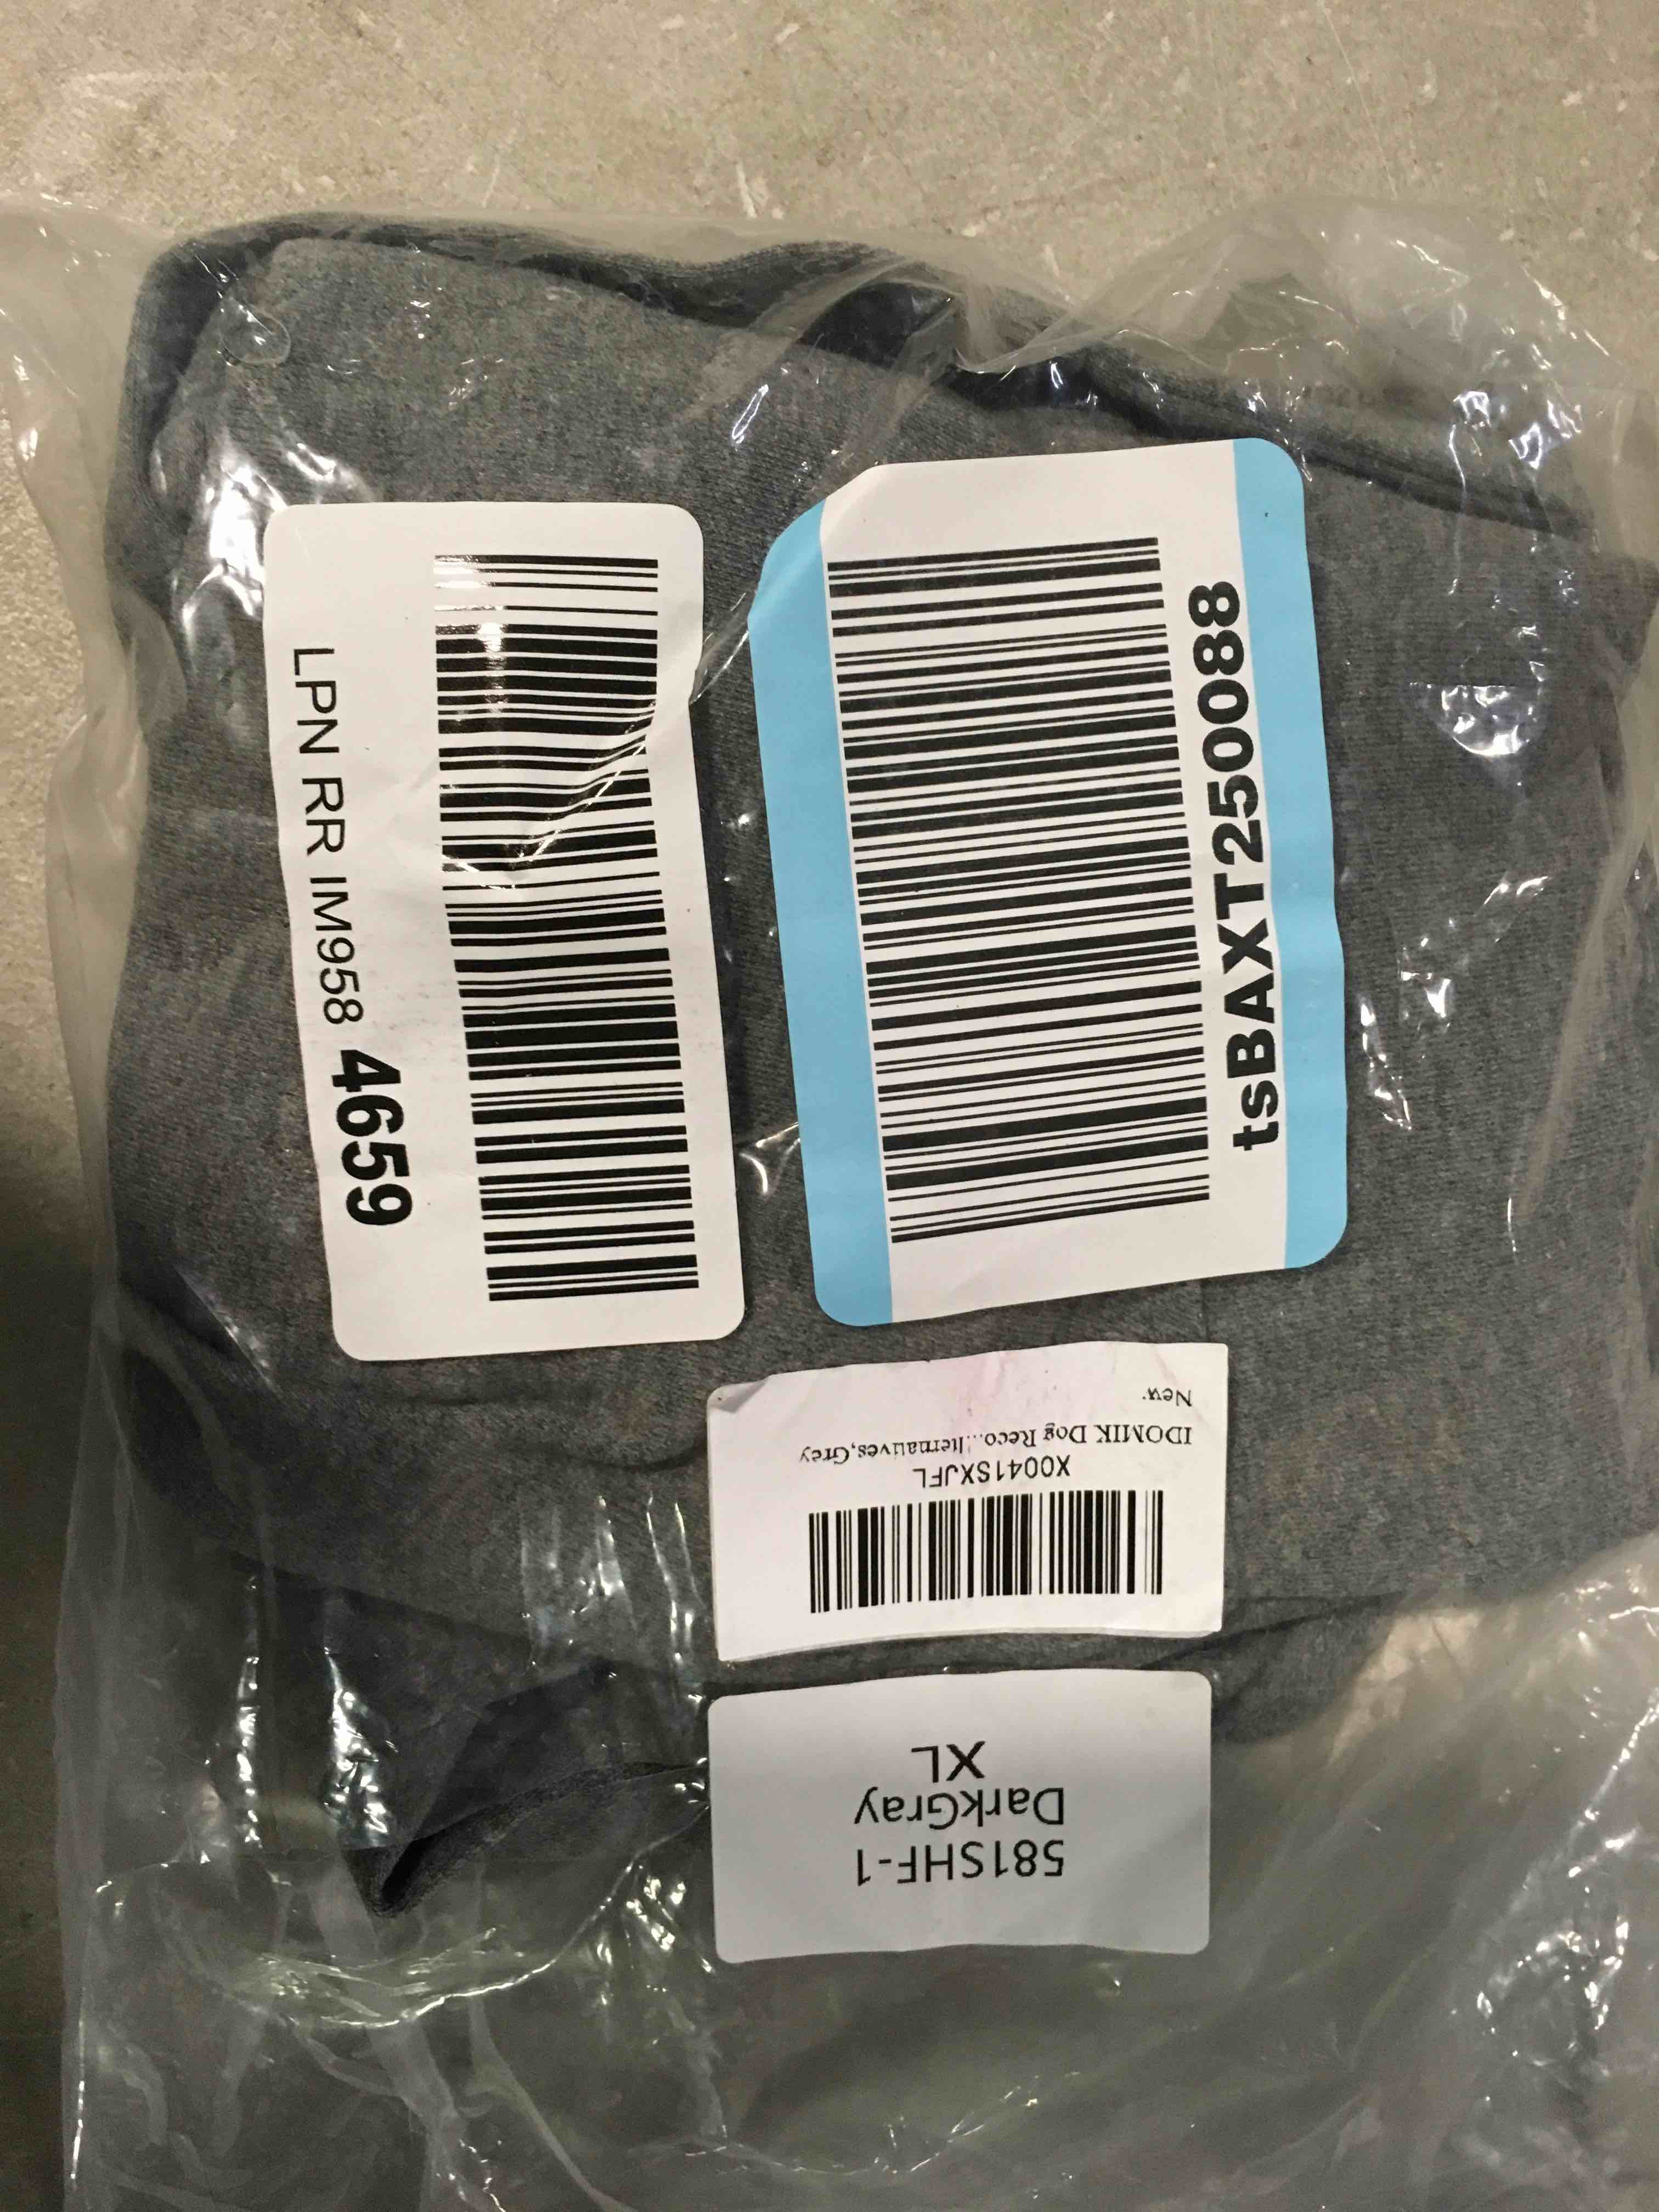 LPN RR IM958 4659
tsBAXT250088
X0041SXJFL
IDOMIK Dog Reco...lternatives,Grey
New
581SHF-1
DarkGray
XL